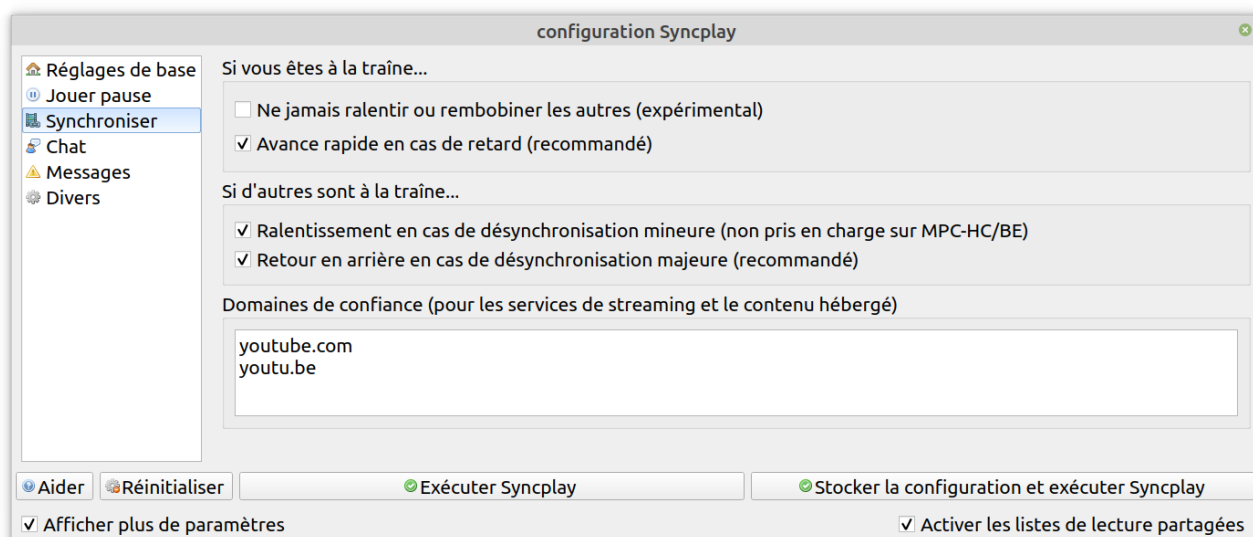 configuration Syncplay
Réglages de base
Jouer pause
Synchroniser
Chat
Messages
Divers
Si vous êtes à la traîne...
Ne jamais ralentir ou rembobiner les autres (expérimental)
Avance rapide en cas de retard (recommandé)
Si d'autres sont à la traîne...
Ralentissement en cas de désynchronisation mineure (non pris en charge sur MPC-HC/BE)
Retour en arrière en cas de désynchronisation majeure (recommandé)
Domaines de confiance (pour les services de streaming et le contenu hébergé)
youtube.com
youtu.be
Aider
Réinitialiser
Exécuter Syncplay
Stocker la configuration et exécuter Syncplay
Afficher plus de paramètres
Activer les listes de lecture partagées